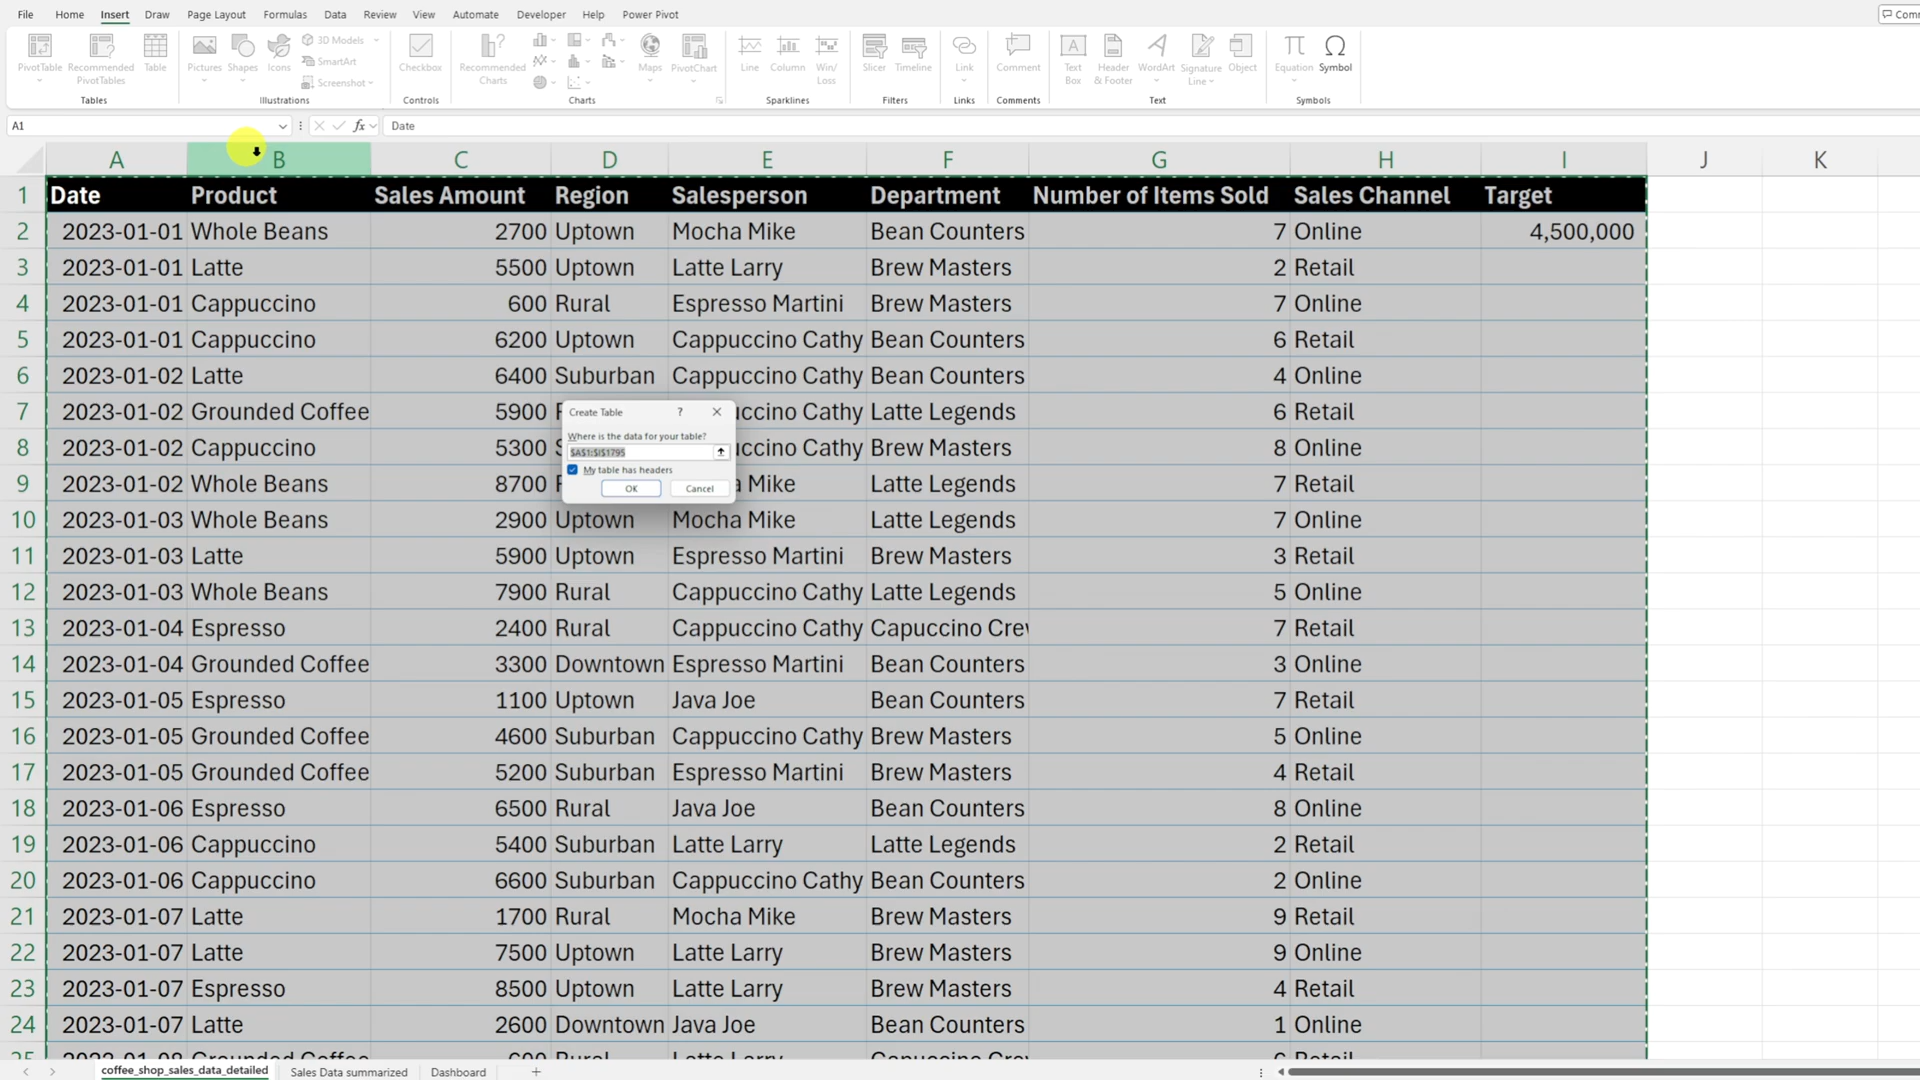 File Home Insert Draw Page Layout Formulas Data Review View Automate Developer Help Power Pivot
PivotTable Recommended PivotTables Table Pictures Shapes Icons 3D Models SmartArt Screenshot Checkbox Recommended Charts Maps PivotChart Line Column Win/Loss Slicer Timeline Link Comment Text Box Header & Footer WordArt Signature Line Object Equation Symbol
Tables Illustrations Controls Charts Sparklines Filters Links Comments Text Symbols
A1 fx Date
A B C D E F G H I J K
1 Date Product Sales Amount Region Salesperson Department Number of Items Sold Sales Channel Target
2 2023-01-01 Whole Beans 2700 Uptown Mocha Mike Bean Counters 7 Online 4,500,000
3 2023-01-01 Latte 5500 Uptown Latte Larry Brew Masters 2 Retail
4 2023-01-01 Cappuccino 600 Rural Espresso Martini Brew Masters 7 Online
5 2023-01-01 Cappuccino 6200 Uptown Cappuccino Cathy Bean Counters 6 Retail
6 2023-01-02 Latte 6400 Suburban Cappuccino Cathy Bean Counters 4 Online
7 2023-01-02 Grounded Coffee 5900 uccino Cathy Latte Legends 6 Retail
8 2023-01-02 Cappuccino 5300 uccino Cathy Brew Masters 8 Online
9 2023-01-02 Whole Beans 8700 Mike Latte Legends 7 Retail
Create Table ?
Where is the data for your table?
$A$1:$I$1795
My table has headers
OK Cancel
10 2023-01-03 Whole Beans 2900 Uptown Mocha Mike Latte Legends 7 Online
11 2023-01-03 Latte 5900 Uptown Espresso Martini Brew Masters 3 Retail
12 2023-01-03 Whole Beans 7900 Rural Cappuccino Cathy Latte Legends 5 Online
13 2023-01-04 Espresso 2400 Rural Cappuccino Cathy Capuccino Crew 7 Retail
14 2023-01-04 Grounded Coffee 3300 Downtown Espresso Martini Bean Counters 3 Online
15 2023-01-05 Espresso 1100 Uptown Java Joe Bean Counters 7 Retail
16 2023-01-05 Grounded Coffee 4600 Suburban Cappuccino Cathy Brew Masters 5 Online
17 2023-01-05 Grounded Coffee 5200 Suburban Espresso Martini Brew Masters 4 Retail
18 2023-01-06 Espresso 6500 Rural Java Joe Bean Counters 8 Online
19 2023-01-06 Cappuccino 5400 Suburban Latte Larry Latte Legends 2 Retail
20 2023-01-06 Cappuccino 6600 Suburban Cappuccino Cathy Bean Counters 2 Online
21 2023-01-07 Latte 1700 Rural Mocha Mike Brew Masters 9 Retail
22 2023-01-07 Latte 7500 Uptown Latte Larry Brew Masters 9 Online
23 2023-01-07 Espresso 8500 Uptown Latte Larry Brew Masters 4 Retail
24 2023-01-07 Latte 2600 Downtown Java Joe Bean Counters 1 Online
coffee_shop_sales_data_detailed Sales Data summarized Dashboard